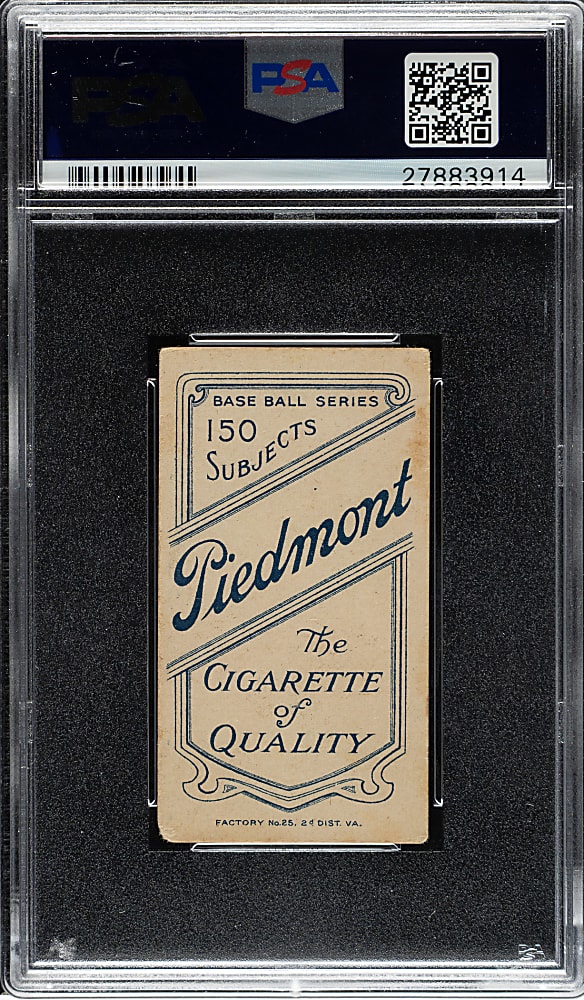 PSA
PSA
27883914
BASE BALL SERIES
150
SUBJECTS
Piedmont
The
CIGARETTE
of
QUALITY
FACTORY No.25. 2d DIST. VA.
PSA